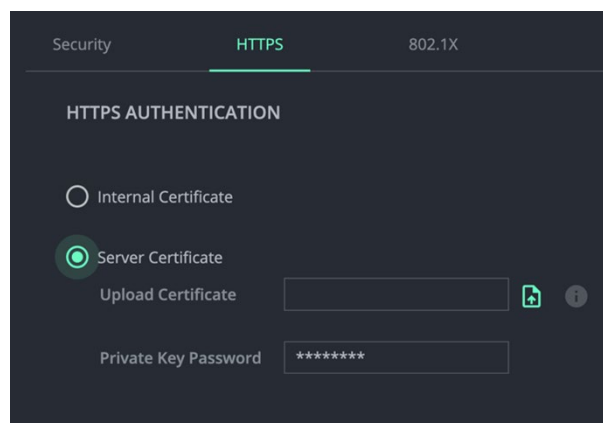 Security HTTPS 802.1X
HTTPS AUTHENTICATION
Internal Certificate
Server Certificate
Upload Certificate
Private Key Password ********